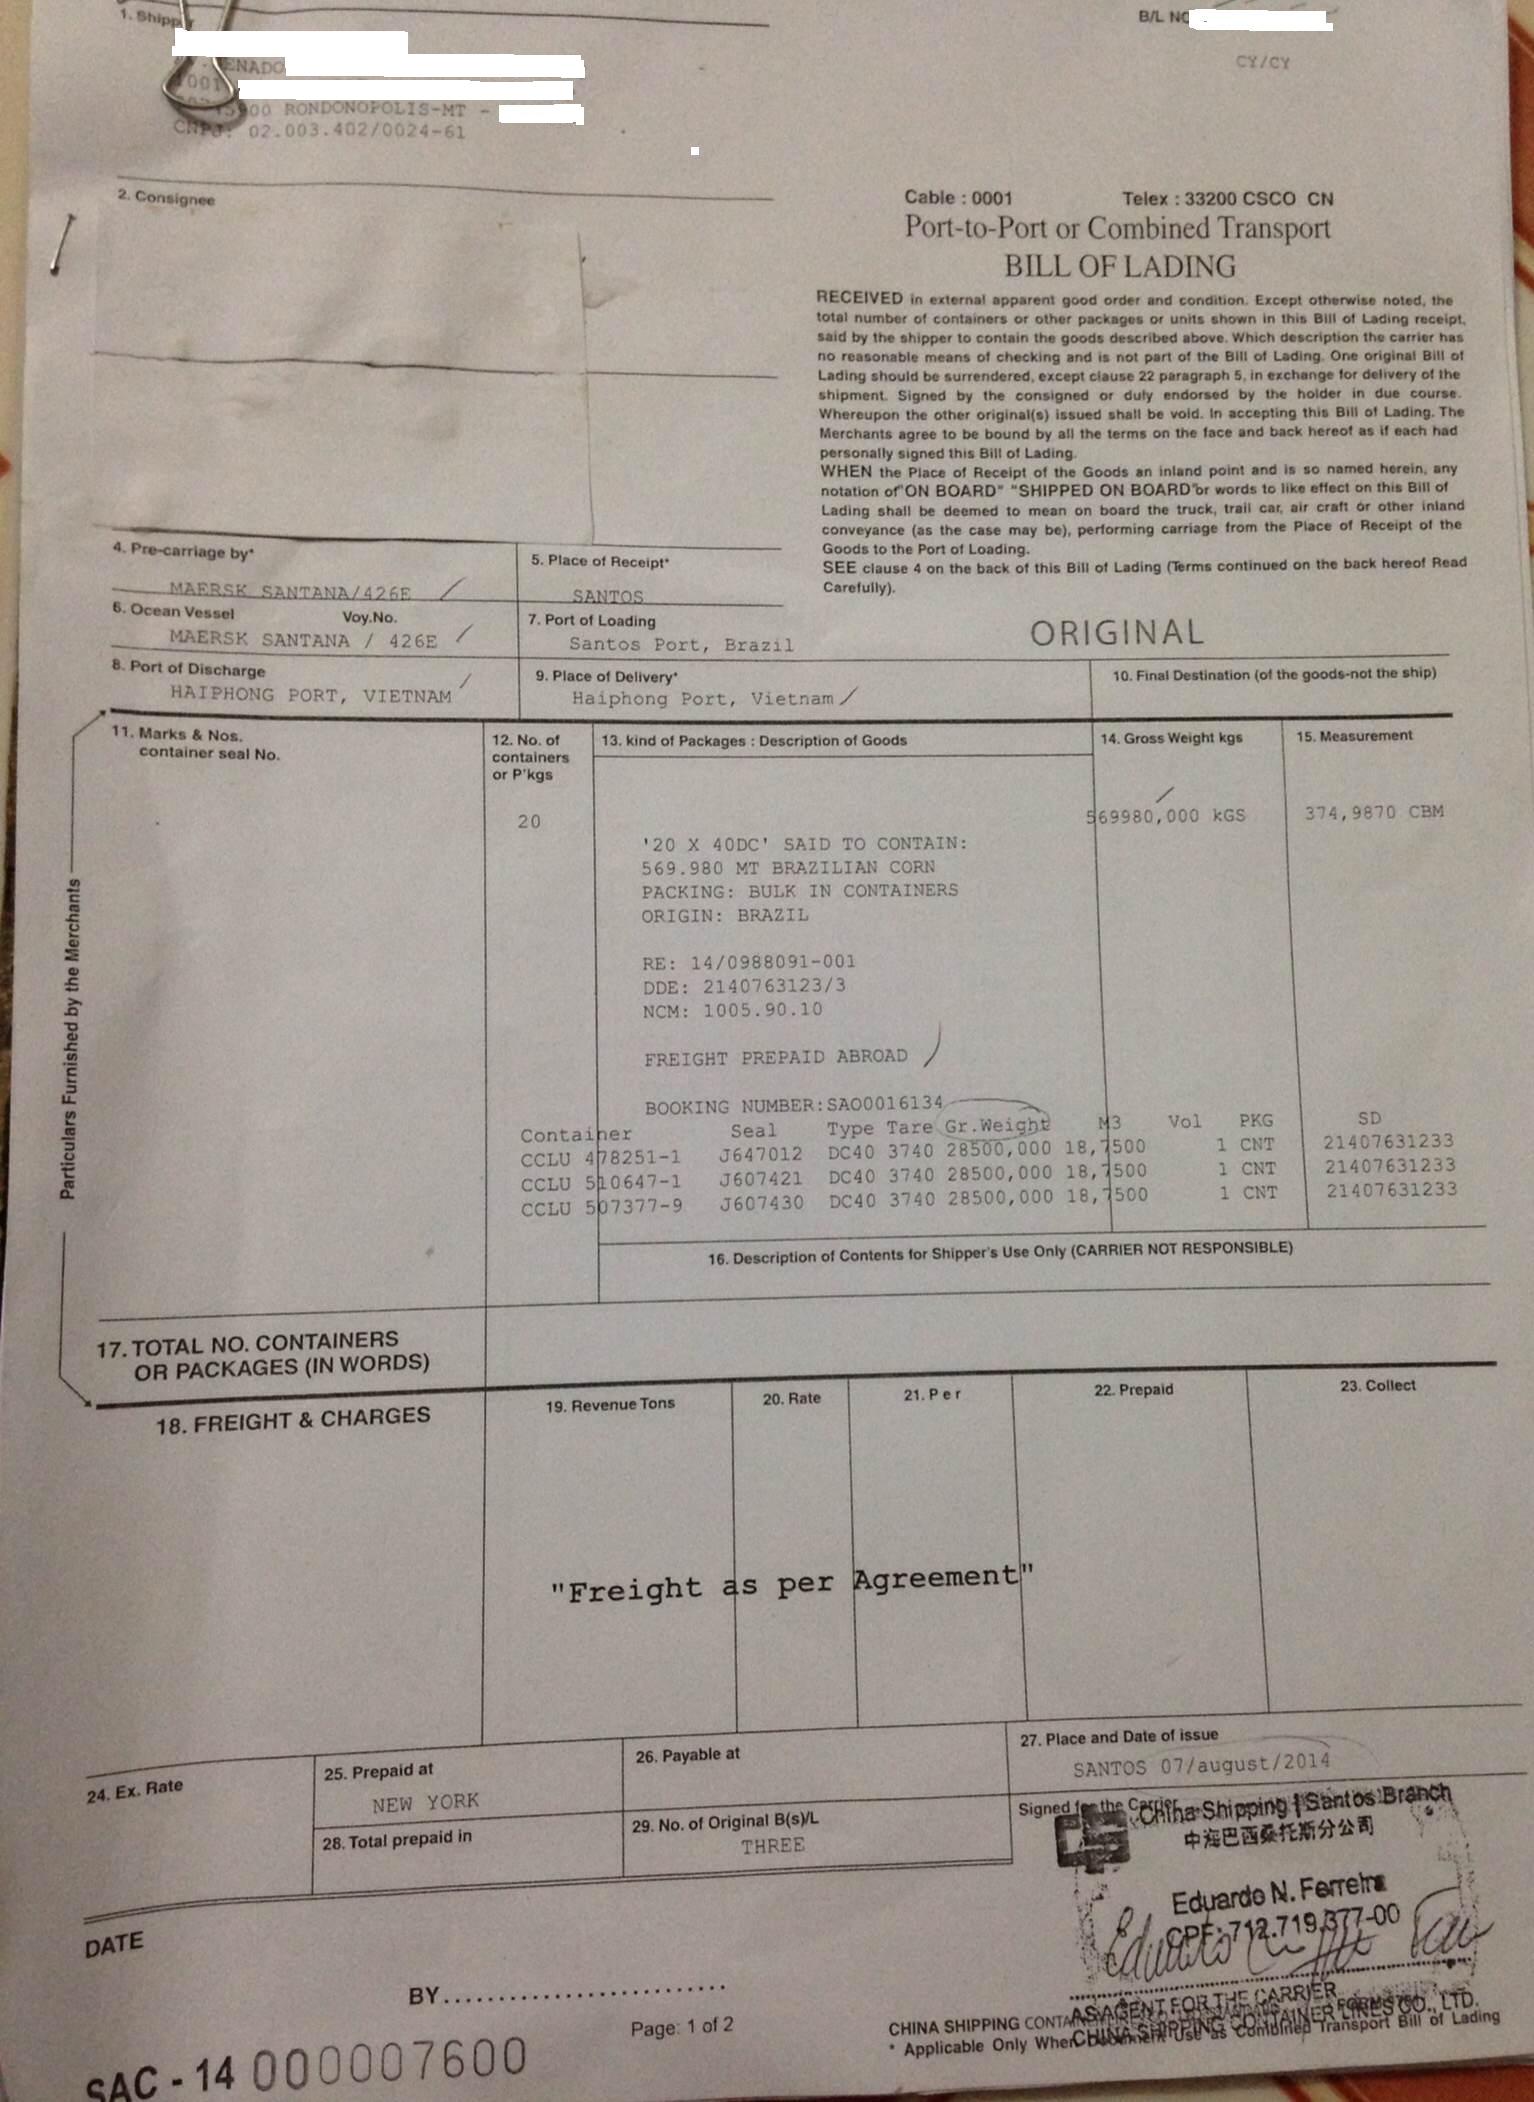 1. Shipper
B/L NO
CY/CY
ENADO
RONDONOPOLIS-MT -
CNPJ: 02.003.402/0024-61
2. Consignee
Cable : 0001 Telex : 33200 CSCO CN
Port-to-Port or Combined Transport
BILL OF LADING
RECEIVED in external apparent good order and condition. Except otherwise noted, the
total number of containers or other packages or units shown in this Bill of Lading receipt,
said by the shipper to contain the goods described above. Which description the carrier has
no reasonable means of checking and is not part of the Bill of Lading. One original Bill of
Lading should be surrendered, except clause 22 paragraph 5, in exchange for delivery of the
shipment. Signed by the consigned or duly endorsed by the holder in due course.
Whereupon the other original(s) issued shall be void. In accepting this Bill of Lading. The
Merchants agree to be bound by all the terms on the face and back hereof as if each had
personally signed this Bill of Lading.
WHEN the Place of Receipt of the Goods an inland point and is so named herein, any
notation of "ON BOARD" "SHIPPED ON BOARD" or words to like effect on this Bill of
Lading shall be deemed to mean on board the truck, trail car, air craft or other inland
conveyance (as the case may be), performing carriage from the Place of Receipt of the
Goods to the Port of Loading.
SEE clause 4 on the back of this Bill of Lading (Terms continued on the back hereof Read
Carefully).
4. Pre-carriage by* 5. Place of Receipt*
MAERSK SANTANA/426E SANTOS
6. Ocean Vessel Voy.No. 7. Port of Loading
MAERSK SANTANA / 426E Santos Port, Brazil
ORIGINAL
8. Port of Discharge 9. Place of Delivery* 10. Final Destination (of the goods-not the ship)
HAIPHONG PORT, VIETNAM Haiphong Port, Vietnam
Particulars Furnished by the Merchants
11. Marks & Nos.
container seal No.
12. No. of
containers
or P'kgs
13. kind of Packages : Description of Goods 14. Gross Weight kgs 15. Measurement
20 569980,000 kGS 374,9870 CBM
'20 X 40DC' SAID TO CONTAIN:
569.980 MT BRAZILIAN CORN
PACKING: BULK IN CONTAINERS
ORIGIN: BRAZIL
RE: 14/0988091-001
DDE: 2140763123/3
NCM: 1005.90.10
FREIGHT PREPAID ABROAD
BOOKING NUMBER:SAO0016134
Container Seal Type Tare Gr.Weight M3 Vol PKG SD
CCLU 478251-1 J647012 DC40 3740 28500,000 18,7500 1 CNT 21407631233
CCLU 510647-1 J607421 DC40 3740 28500,000 18,7500 1 CNT 21407631233
CCLU 507377-9 J607430 DC40 3740 28500,000 18,7500 1 CNT 21407631233
16. Description of Contents for Shipper's Use Only (CARRIER NOT RESPONSIBLE)
17. TOTAL NO. CONTAINERS
OR PACKAGES (IN WORDS)
18. FREIGHT & CHARGES 19. Revenue Tons 20. Rate 21. Per 22. Prepaid 23. Collect
"Freight as per Agreement"
24. Ex. Rate 25. Prepaid at 26. Payable at 27. Place and Date of issue
NEW YORK SANTOS 07/august/2014
28. Total prepaid in 29. No. of Original B(s)/L
THREE
Signed for the Carrier
China Shipping | Santos Branch
中海巴西桑托斯分公司
Eduardo N. Ferreira
CPF: 712.719.377-00
AS AGENT FOR THE CARRIER
CHINA SHIPPING CONTAINER LINES CO., LTD.
DATE
BY
Page: 1 of 2
CHINA SHIPPING
* Applicable Only When Document Use as Combined Transport Bill of Lading
SAC - 14 000007600